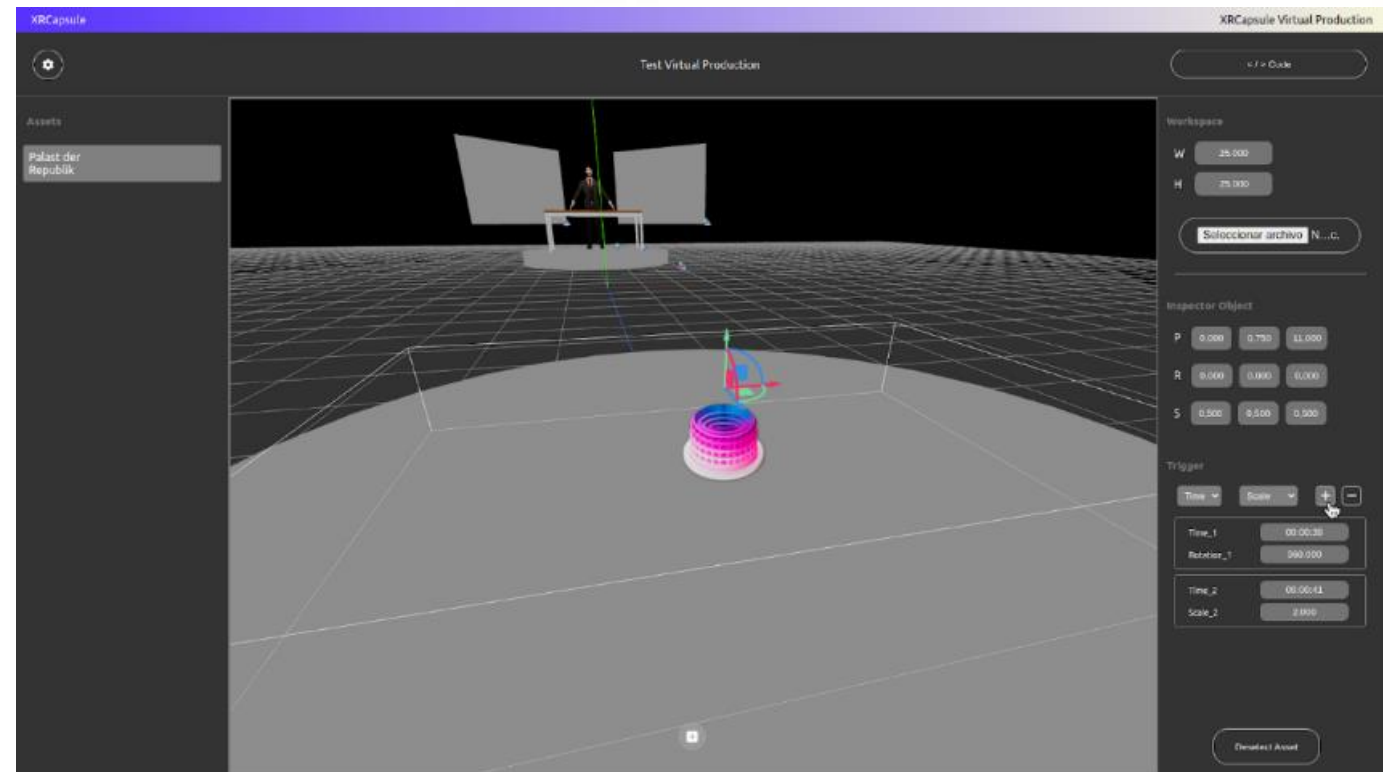 XRCapsule
XRCapsule Virtual Production
Test Virtual Production
< / > Code
Assets
Palast der
Republik
Workspace
W 25.000
H 25.000
Seleccionar archivo N...c.
Inspector Object
P 0.000 0.750 11.000
R 0.000 0.000 0.000
S 0,500 0,500 0,500
Trigger
Time Scale + −
Time_1 00:00:30
Rotation_1 360.000
Time_2 00:00:41
Scale_2 2.000
Deselect Asset